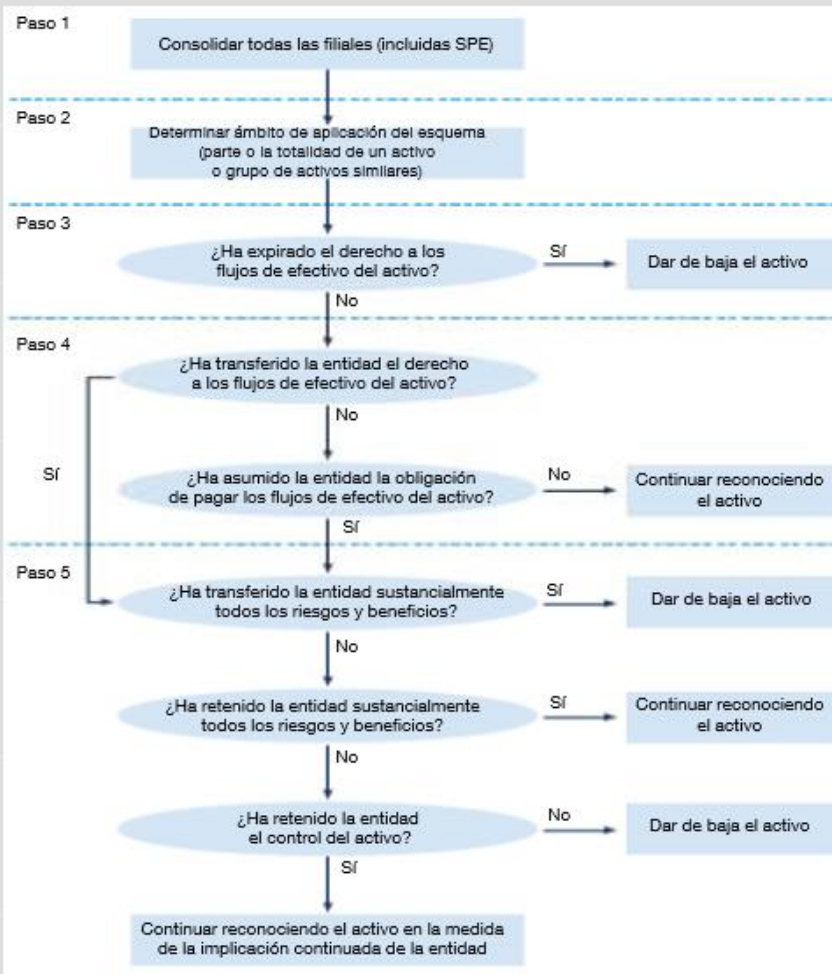 Paso 1
Consolidar todas las filiales (incluidas SPE)
Paso 2
Determinar ámbito de aplicación del esquema
(parte o la totalidad de un activo
o grupo de activos similares)
Paso 3
¿Ha expirado el derecho a los
flujos de efectivo del activo?
Sí
Dar de baja el activo
No
Paso 4
¿Ha transferido la entidad el derecho
a los flujos de efectivo del activo?
No
Sí
¿Ha asumido la entidad la obligación
de pagar los flujos de efectivo del activo?
No
Continuar reconociendo
el activo
Sí
Paso 5
¿Ha transferido la entidad sustancialmente
todos los riesgos y beneficios?
Sí
Dar de baja el activo
No
¿Ha retenido la entidad sustancialmente
todos los riesgos y beneficios?
Sí
Continuar reconociendo
el activo
No
¿Ha retenido la entidad
el control del activo?
No
Dar de baja el activo
Sí
Continuar reconociendo el activo en la medida
de la implicación continuada de la entidad